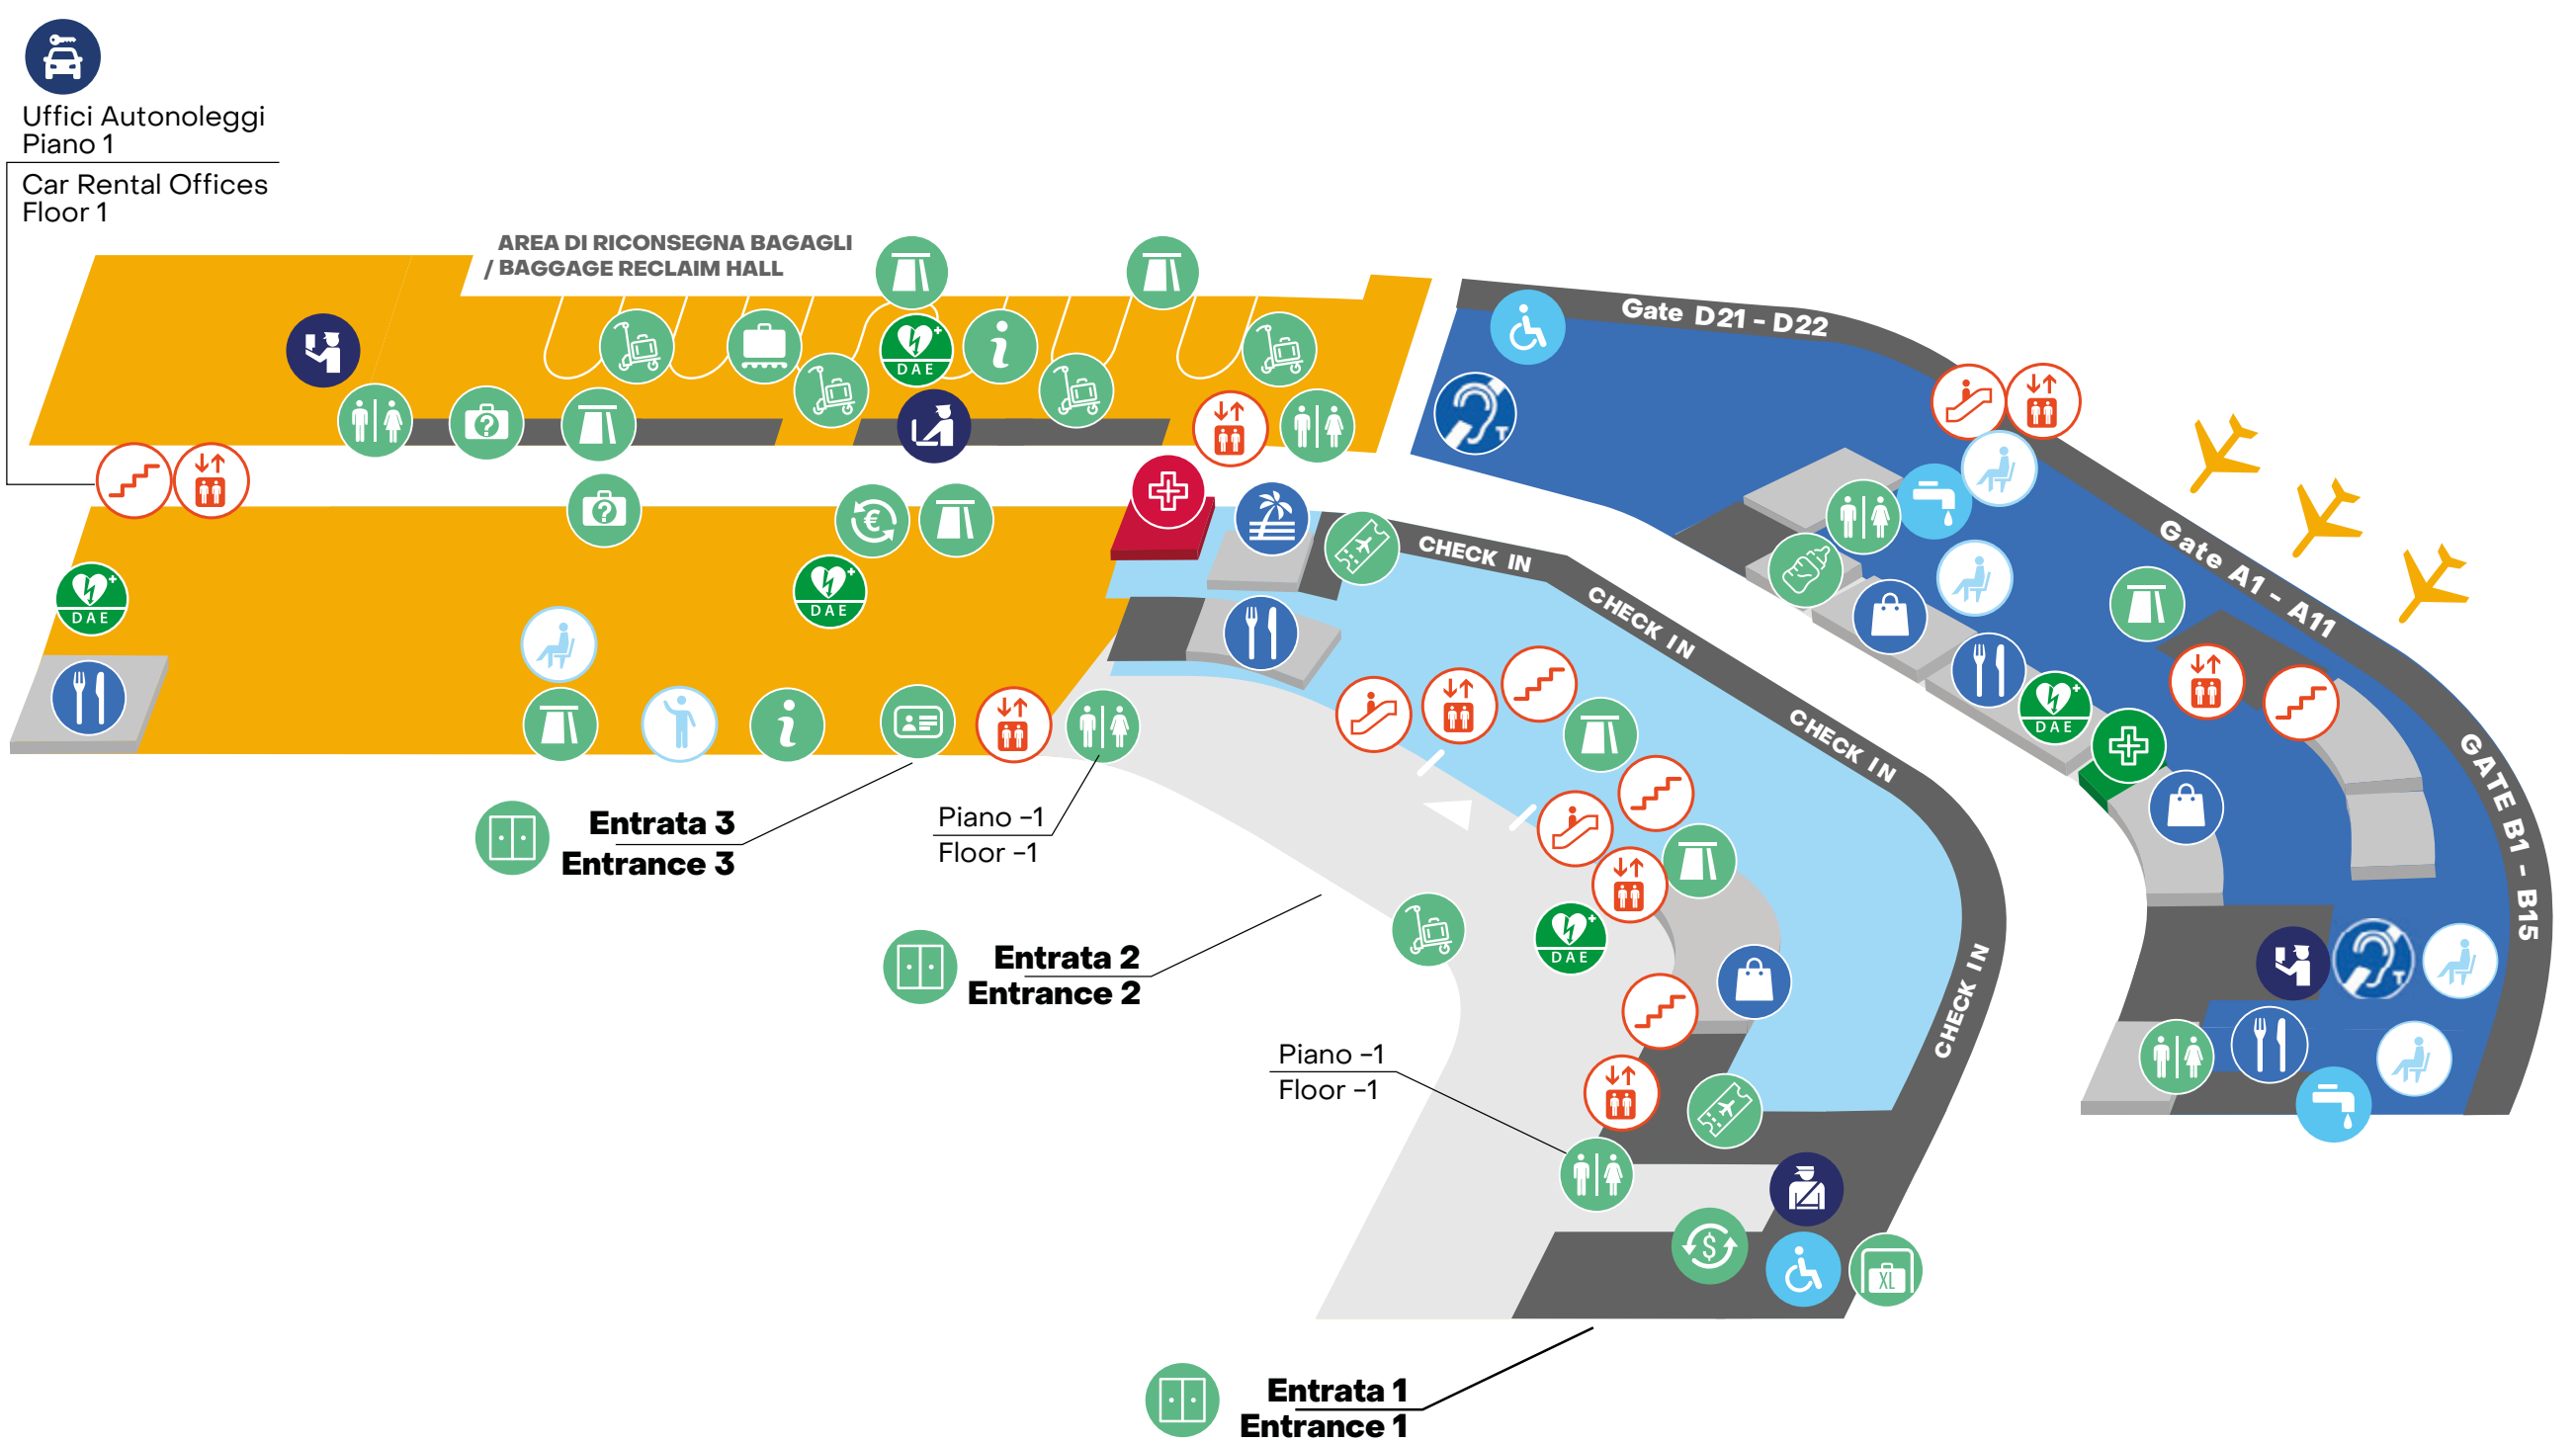 Uffici Autonoleggi
Piano 1
Car Rental Offices
Floor 1
AREA DI RICONSEGNA BAGAGLI
/ BAGGAGE RECLAIM HALL
Gate D21 - D22
Gate A1 - A11
GATE B1 - B15
CHECK IN
CHECK IN
CHECK IN
CHECK IN
DAE
DAE
DAE
DAE
DAE
T
T
?
?
€
i
i
Entrata 3
Entrance 3
Piano -1
Floor -1
Entrata 2
Entrance 2
Piano -1
Floor -1
$
XL
Entrata 1
Entrance 1